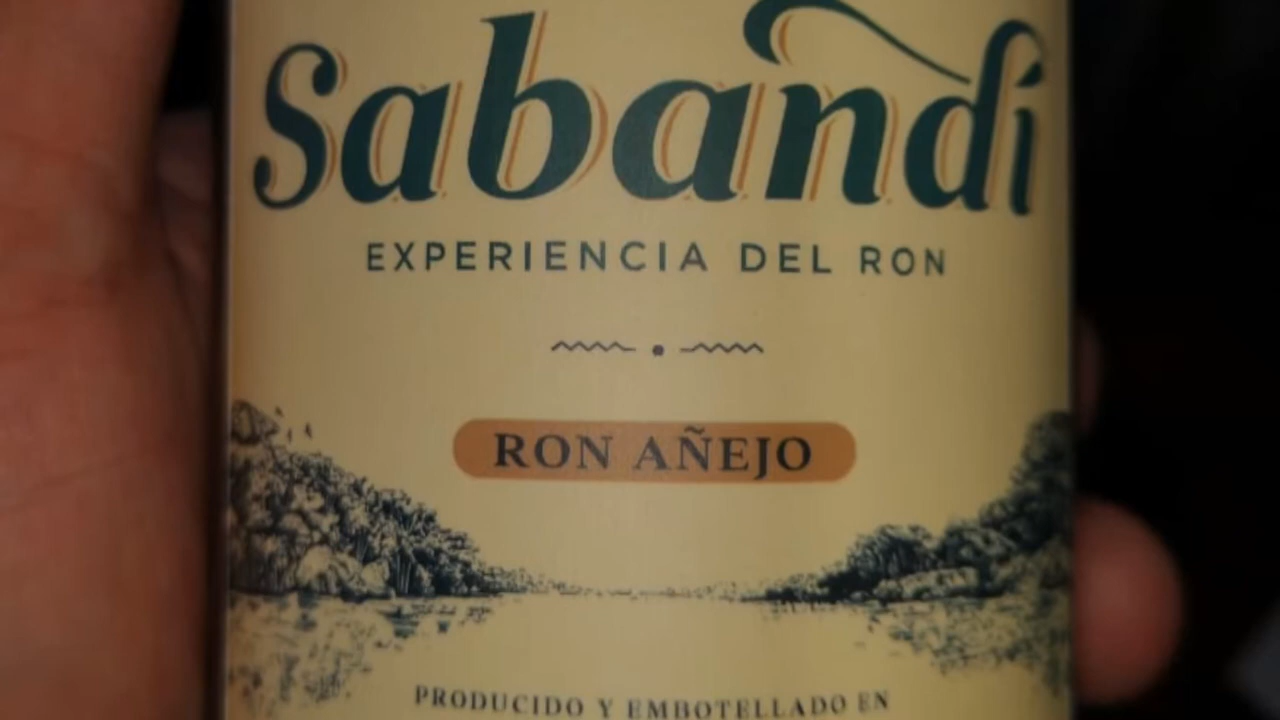 Sabandí
EXPERIENCIA DEL RON
RON AÑEJO
PRODUCIDO Y EMBOTELLADO EN